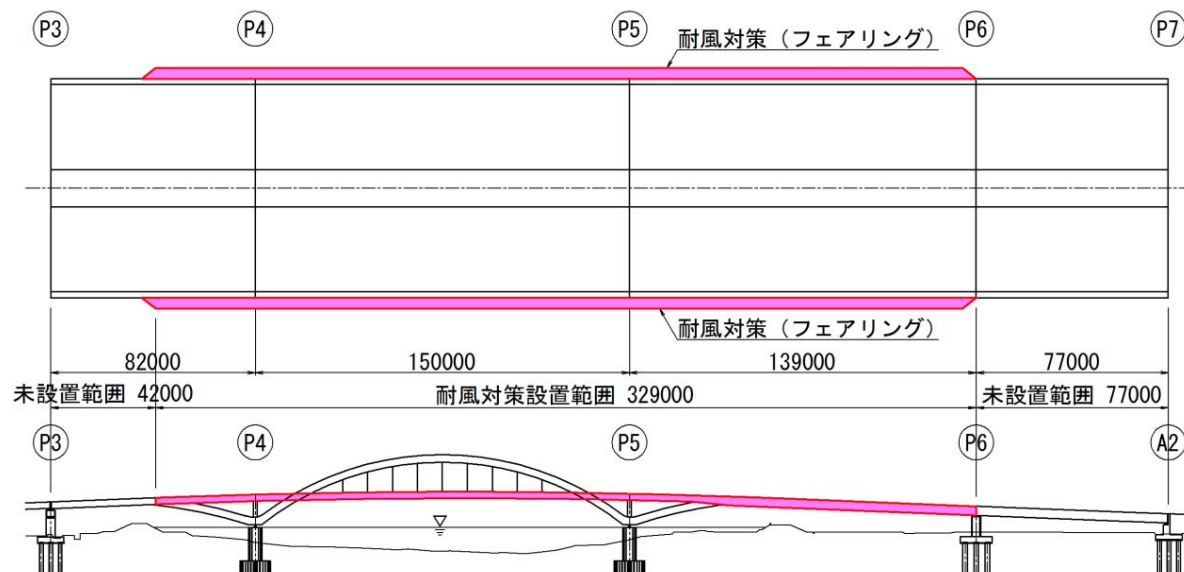 P3 P4 P5 P6 P7
耐風対策（フェアリング）
耐風対策（フェアリング）
82000 150000 139000 77000
未設置範囲 42000 耐風対策設置範囲 329000 未設置範囲 77000
P3 P4 P5 P6 A2